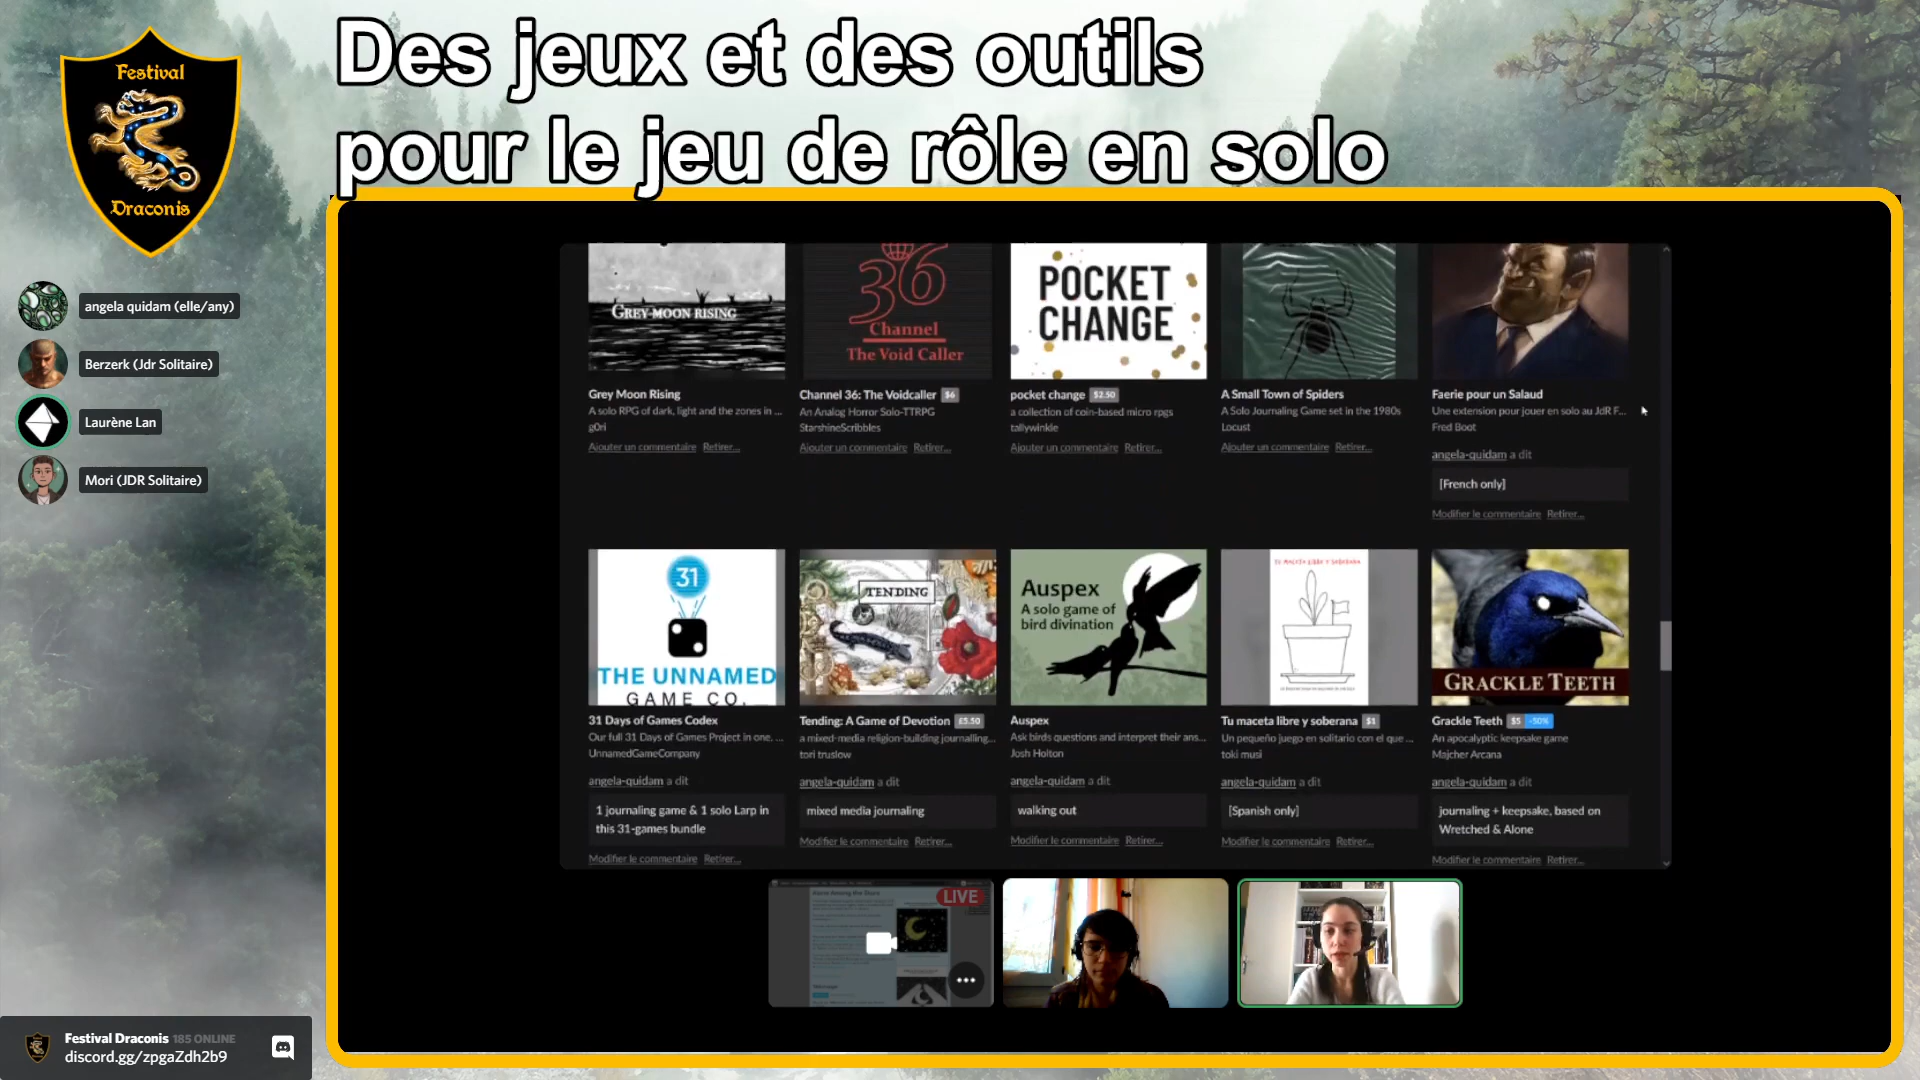 Des jeux et des outils
pour le jeu de rôle en solo
Festival
Draconis
angela quidam (elle/any)
Berzerk (Jdr Solitaire)
Laurène Lan
Mori (JDR Solitaire)
GREY MOON RISING
36
Channel
The Void Caller
POCKET
CHANGE
Grey Moon Rising
A solo RPG of dark, light and the zones in ...
g0ri
Ajouter un commentaire Retirer...
Channel 36: The Voidcaller $6
An Analog Horror Solo-TTRPG
StarshineScribbles
Ajouter un commentaire Retirer...
pocket change $2.50
a collection of coin-based micro rpgs
tallywinkle
Ajouter un commentaire Retirer...
A Small Town of Spiders
A Solo Journaling Game set in the 1980s
Locust
Ajouter un commentaire Retirer...
Faerie pour un Salaud
Une extension pour jouer en solo au JdR F...
Fred Boot
angela-quidam a dit
[French only]
Modifier le commentaire Retirer...
31
THE UNNAMED
GAME CO.
31 Days of Games Codex
Our full 31 Days of Games Project in one, ...
UnnamedGameCompany
angela-quidam a dit
1 journaling game & 1 solo Larp in
this 31-games bundle
Modifier le commentaire Retirer...
TENDING
Tending: A Game of Devotion £5.50
a mixed-media religion-building journalling...
tori truslow
angela-quidam a dit
mixed media journaling
Modifier le commentaire Retirer...
Auspex
A solo game of
bird divination
Auspex
Ask birds questions and interpret their ans...
Josh Holton
angela-quidam a dit
walking out
Modifier le commentaire Retirer...
TU MACETA LIBRE Y SOBERANA
Tu maceta libre y soberana $1
Un pequeño juego en solitario con el que ...
toki musi
angela-quidam a dit
[Spanish only]
Modifier le commentaire Retirer...
GRACKLE TEETH
Grackle Teeth $5 -50%
An apocalyptic keepsake game
Majcher Arcana
angela-quidam a dit
journaling + keepsake, based on
Wretched & Alone
Modifier le commentaire Retirer...
LIVE
Festival Draconis 185 ONLINE
discord.gg/zpgaZdh2b9